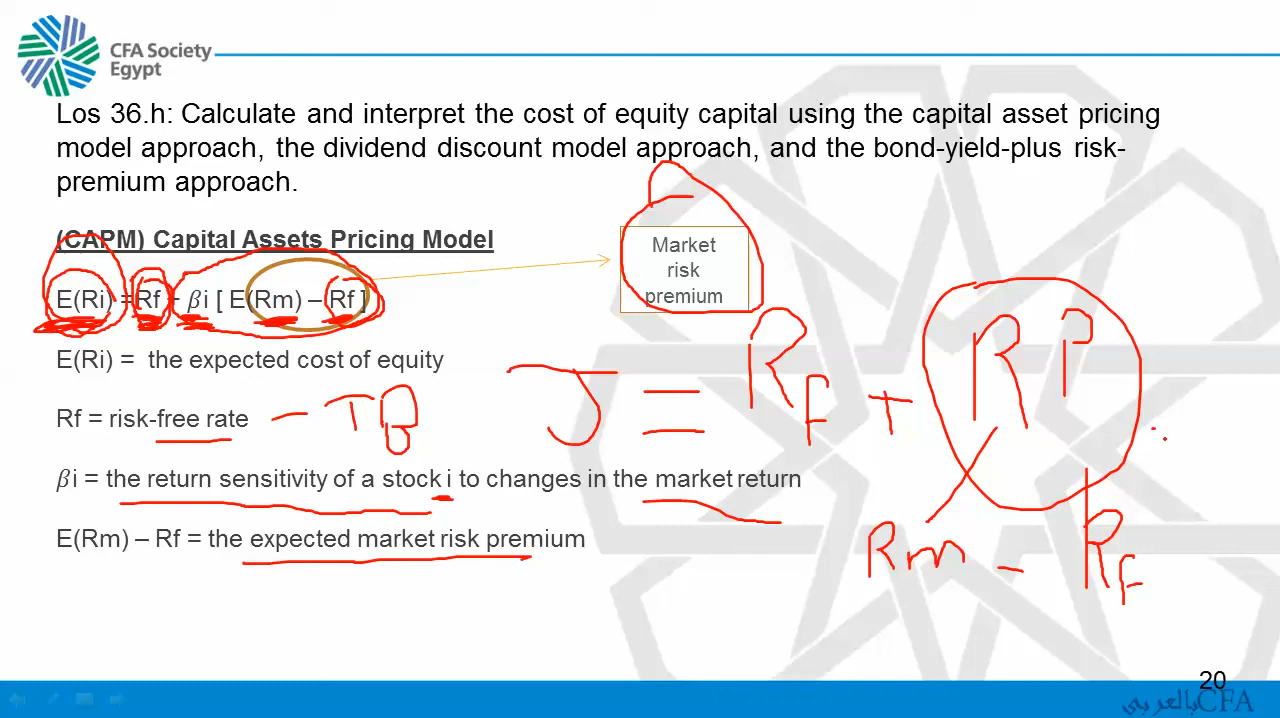 CFA Society
Egypt
Los 36.h: Calculate and interpret the cost of equity capital using the capital asset pricing
model approach, the dividend discount model approach, and the bond-yield-plus risk-
premium approach.
(CAPM) Capital Assets Pricing Model
Market
risk
premium
E(Ri) = Rf + βi [ E(Rm) – Rf ]
E(Ri) = the expected cost of equity
Rf = risk-free rate – TB
J = RF + RP
βi = the return sensitivity of a stock i to changes in the market return
E(Rm) – Rf = the expected market risk premium
Rm – RF
20
CFA بالعربي